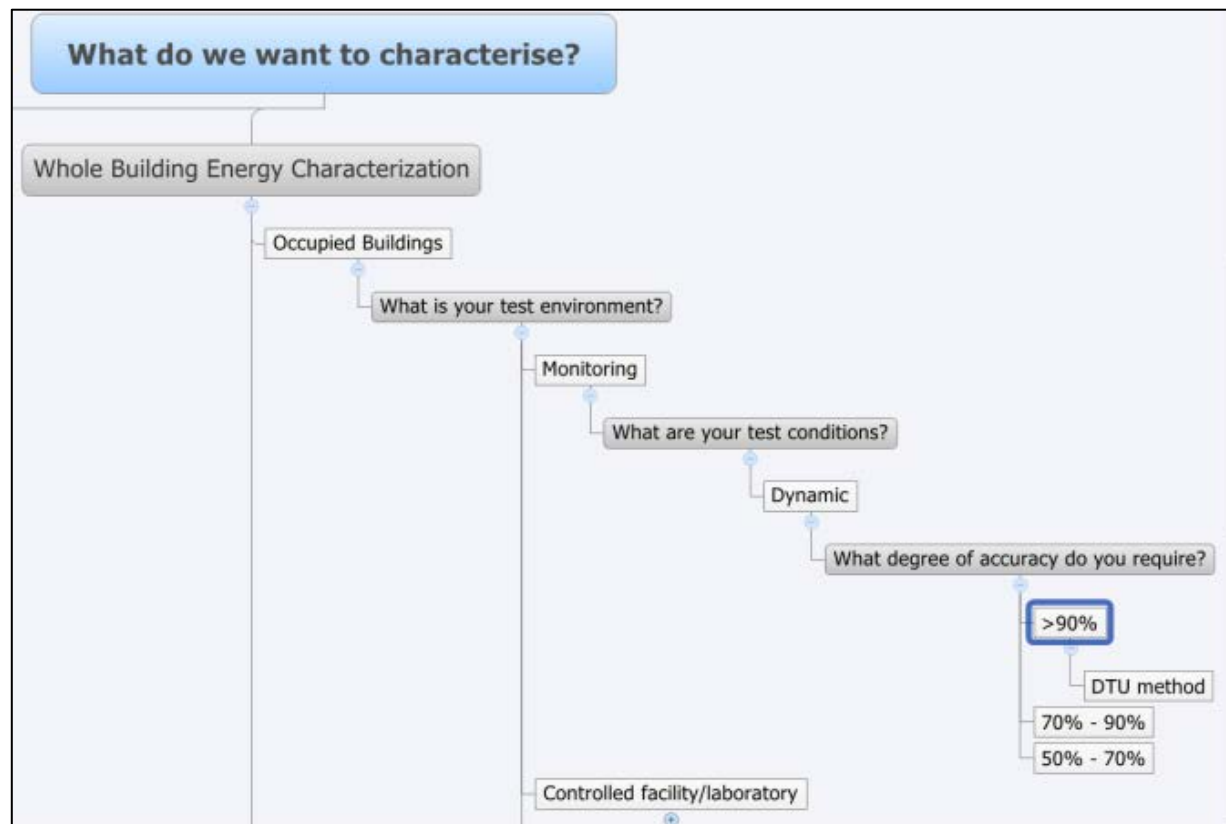 What do we want to characterise?
Whole Building Energy Characterization
Occupied Buildings
What is your test environment?
Monitoring
What are your test conditions?
Dynamic
What degree of accuracy do you require?
>90%
DTU method
70% - 90%
50% - 70%
Controlled facility/laboratory